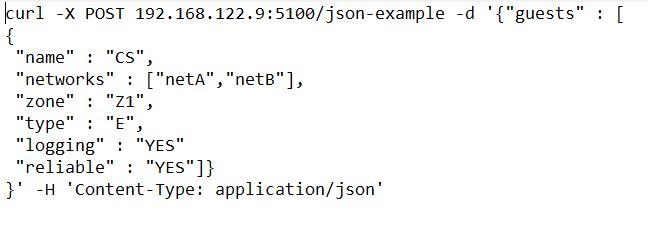 curl -X POST 192.168.122.9:5100/json-example -d '{"guests" : [
{
 "name" : "CS",
 "networks" : ["netA","netB"],
 "zone" : "Z1",
 "type" : "E",
 "logging" : "YES"
 "reliable" : "YES"]}
}' -H 'Content-Type: application/json'